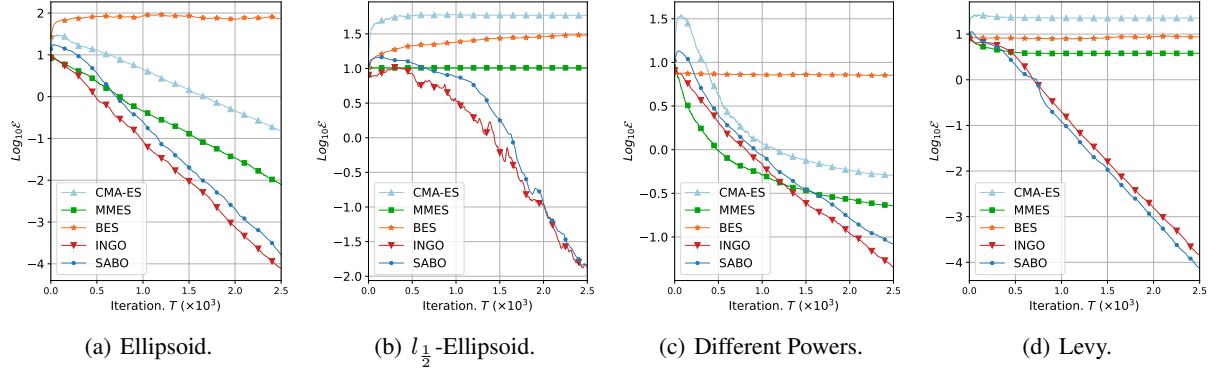 2
1
0
−1
−2
−3
−4
Log₁₀ℰ
CMA-ES
MMES
BES
INGO
SABO
0.0 0.5 1.0 1.5 2.0 2.5
Iteration. T (×10³)
(a) Ellipsoid.
1.5
1.0
0.5
0.0
−0.5
−1.0
−1.5
−2.0
Log₁₀ℰ
CMA-ES
MMES
BES
INGO
SABO
0.0 0.5 1.0 1.5 2.0 2.5
Iteration. T (×10³)
(b) l_{1/2}-Ellipsoid.
1.5
1.0
0.5
0.0
−0.5
−1.0
Log₁₀ℰ
CMA-ES
MMES
BES
INGO
SABO
0.0 0.5 1.0 1.5 2.0 2.5
Iteration. T (×10³)
(c) Different Powers.
1
0
−1
−2
−3
−4
Log₁₀ℰ
CMA-ES
MMES
BES
INGO
SABO
0.0 0.5 1.0 1.5 2.0 2.5
Iteration. T (×10³)
(d) Levy.